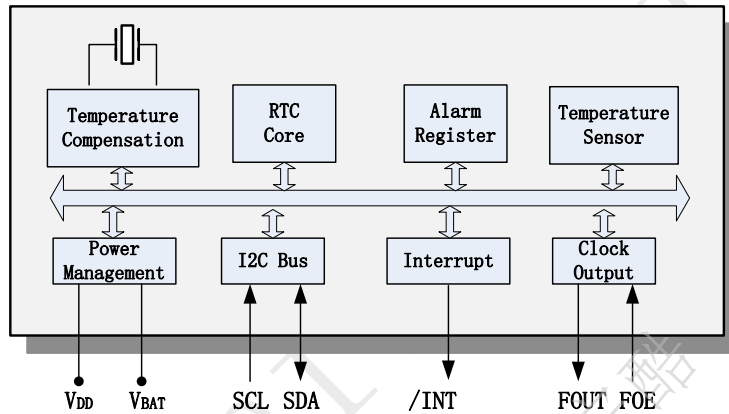 Temperature Compensation
RTC Core
Alarm Register
Temperature Sensor
Power Management
I2C Bus
Interrupt
Clock Output
VDD
VBAT
SCL
SDA
/INT
FOUT
FOE
酷